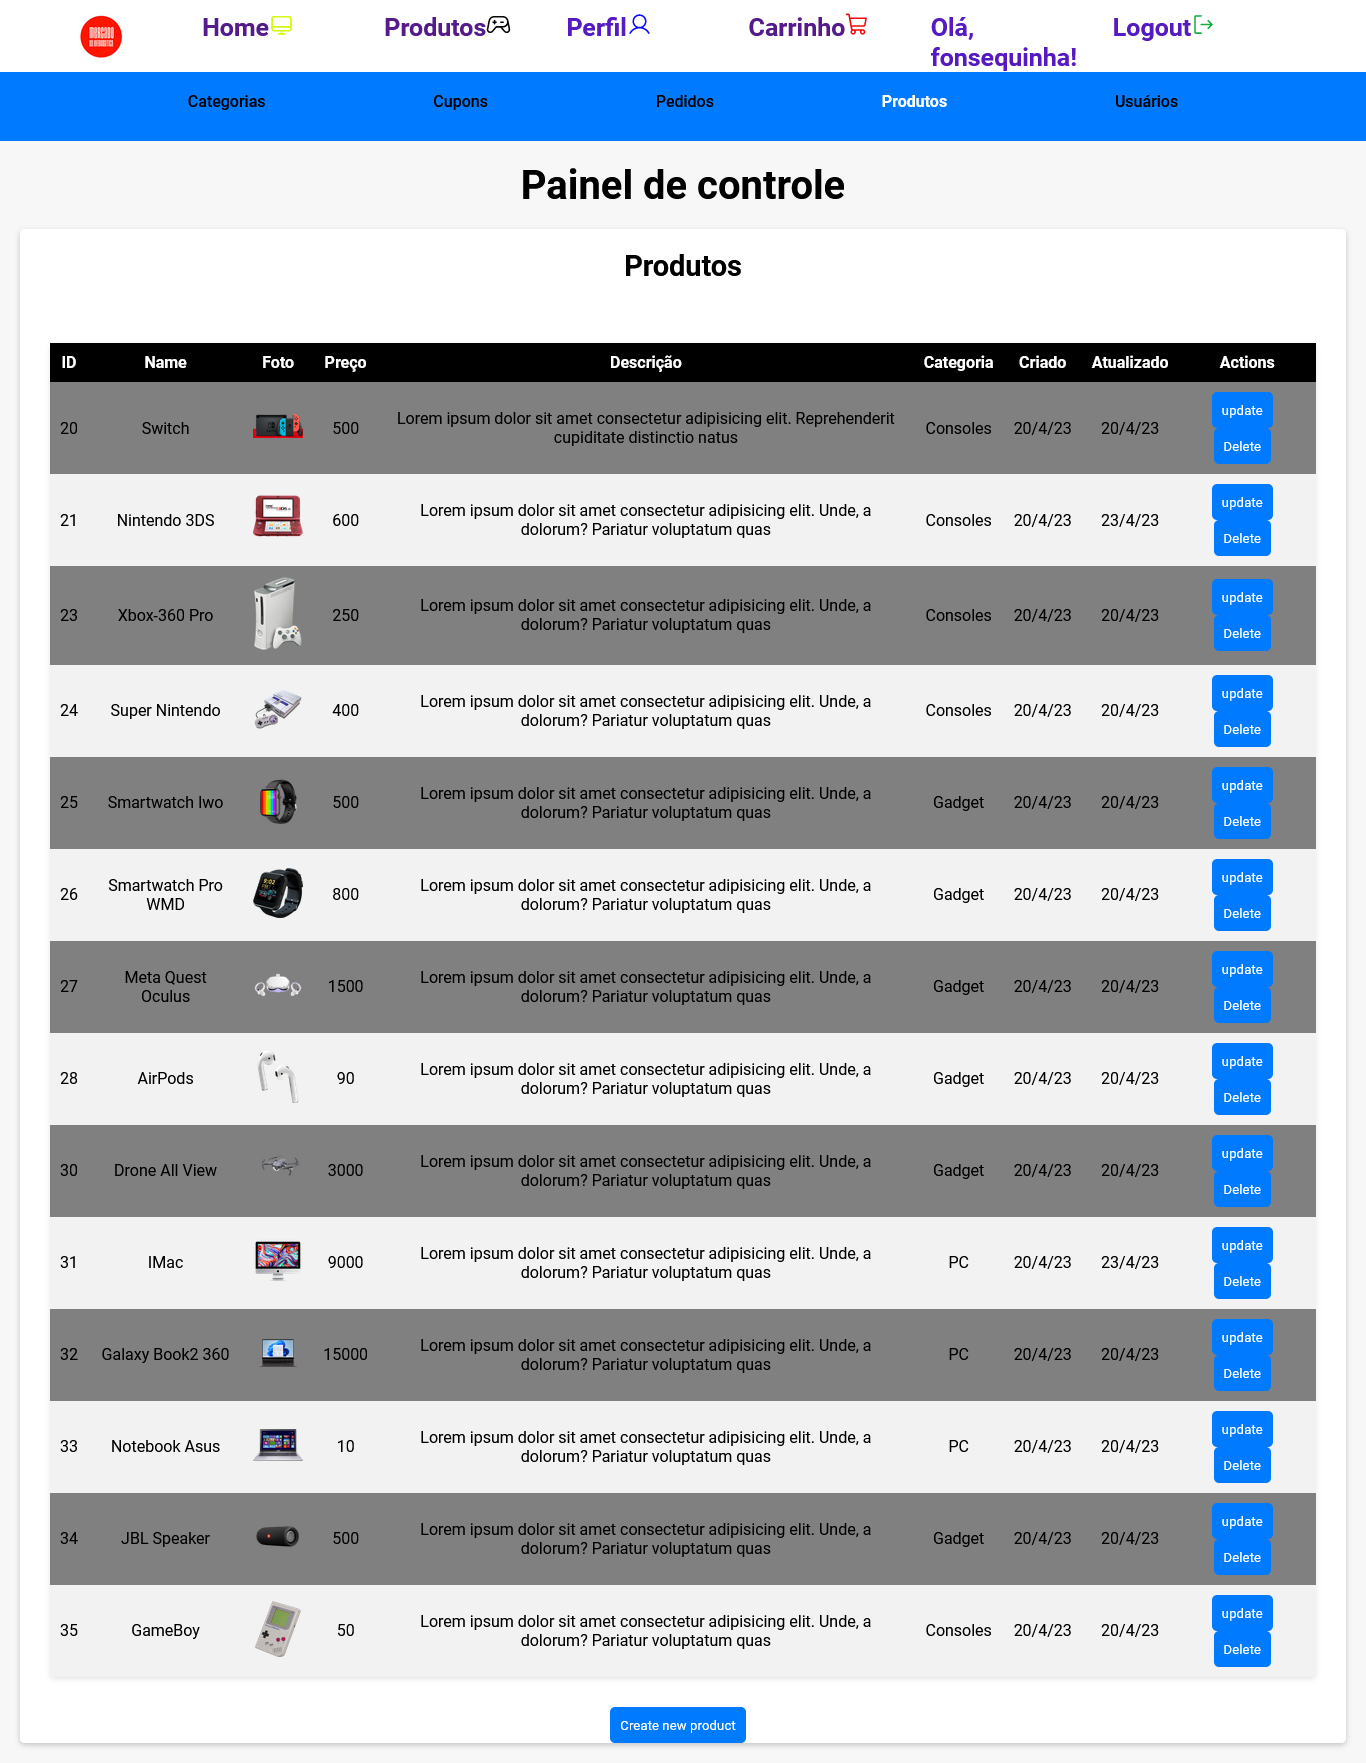 MERCADO
Home Produtos Perfil Carrinho Olá, fonsequinha! Logout
Categorias Cupons Pedidos Produtos Usuários
Painel de controle
Produtos
ID Name Foto Preço Descrição Categoria Criado Atualizado Actions
20 Switch 500 Lorem ipsum dolor sit amet consectetur adipisicing elit. Reprehenderit cupiditate distinctio natus Consoles 20/4/23 20/4/23 update Delete
21 Nintendo 3DS 600 Lorem ipsum dolor sit amet consectetur adipisicing elit. Unde, a dolorum? Pariatur voluptatum quas Consoles 20/4/23 23/4/23 update Delete
23 Xbox-360 Pro 250 Lorem ipsum dolor sit amet consectetur adipisicing elit. Unde, a dolorum? Pariatur voluptatum quas Consoles 20/4/23 20/4/23 update Delete
24 Super Nintendo 400 Lorem ipsum dolor sit amet consectetur adipisicing elit. Unde, a dolorum? Pariatur voluptatum quas Consoles 20/4/23 20/4/23 update Delete
25 Smartwatch Iwo 500 Lorem ipsum dolor sit amet consectetur adipisicing elit. Unde, a dolorum? Pariatur voluptatum quas Gadget 20/4/23 20/4/23 update Delete
26 Smartwatch Pro WMD 800 Lorem ipsum dolor sit amet consectetur adipisicing elit. Unde, a dolorum? Pariatur voluptatum quas Gadget 20/4/23 20/4/23 update Delete
27 Meta Quest Oculus 1500 Lorem ipsum dolor sit amet consectetur adipisicing elit. Unde, a dolorum? Pariatur voluptatum quas Gadget 20/4/23 20/4/23 update Delete
28 AirPods 90 Lorem ipsum dolor sit amet consectetur adipisicing elit. Unde, a dolorum? Pariatur voluptatum quas Gadget 20/4/23 20/4/23 update Delete
30 Drone All View 3000 Lorem ipsum dolor sit amet consectetur adipisicing elit. Unde, a dolorum? Pariatur voluptatum quas Gadget 20/4/23 20/4/23 update Delete
31 IMac 9000 Lorem ipsum dolor sit amet consectetur adipisicing elit. Unde, a dolorum? Pariatur voluptatum quas PC 20/4/23 23/4/23 update Delete
32 Galaxy Book2 360 15000 Lorem ipsum dolor sit amet consectetur adipisicing elit. Unde, a dolorum? Pariatur voluptatum quas PC 20/4/23 20/4/23 update Delete
33 Notebook Asus 10 Lorem ipsum dolor sit amet consectetur adipisicing elit. Unde, a dolorum? Pariatur voluptatum quas PC 20/4/23 20/4/23 update Delete
34 JBL Speaker 500 Lorem ipsum dolor sit amet consectetur adipisicing elit. Unde, a dolorum? Pariatur voluptatum quas Gadget 20/4/23 20/4/23 update Delete
35 GameBoy 50 Lorem ipsum dolor sit amet consectetur adipisicing elit. Unde, a dolorum? Pariatur voluptatum quas Consoles 20/4/23 20/4/23 update Delete
Create new product